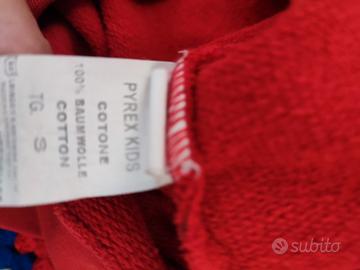 PYREX KIDS
COTONE
100% BAUMWOLLE
COTTON
TG. S
subito